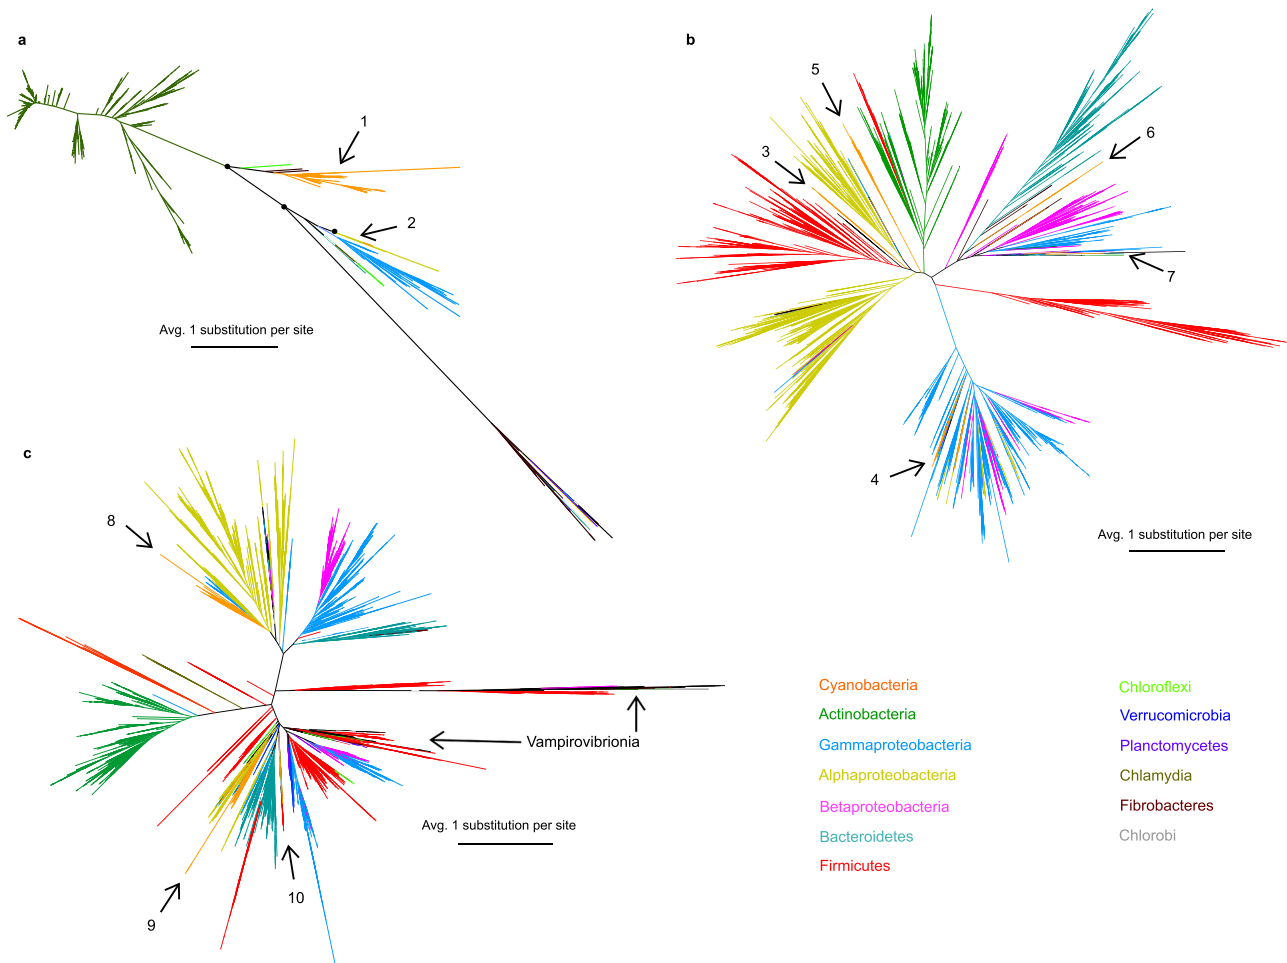 a
1
2
Avg. 1 substitution per site
b
5
3
6
7
4
Avg. 1 substitution per site
c
8
Vampirovibrionia
Avg. 1 substitution per site
10
9
Cyanobacteria
Actinobacteria
Gammaproteobacteria
Alphaproteobacteria
Betaproteobacteria
Bacteroidetes
Firmicutes
Chloroflexi
Verrucomicrobia
Planctomycetes
Chlamydia
Fibrobacteres
Chlorobi